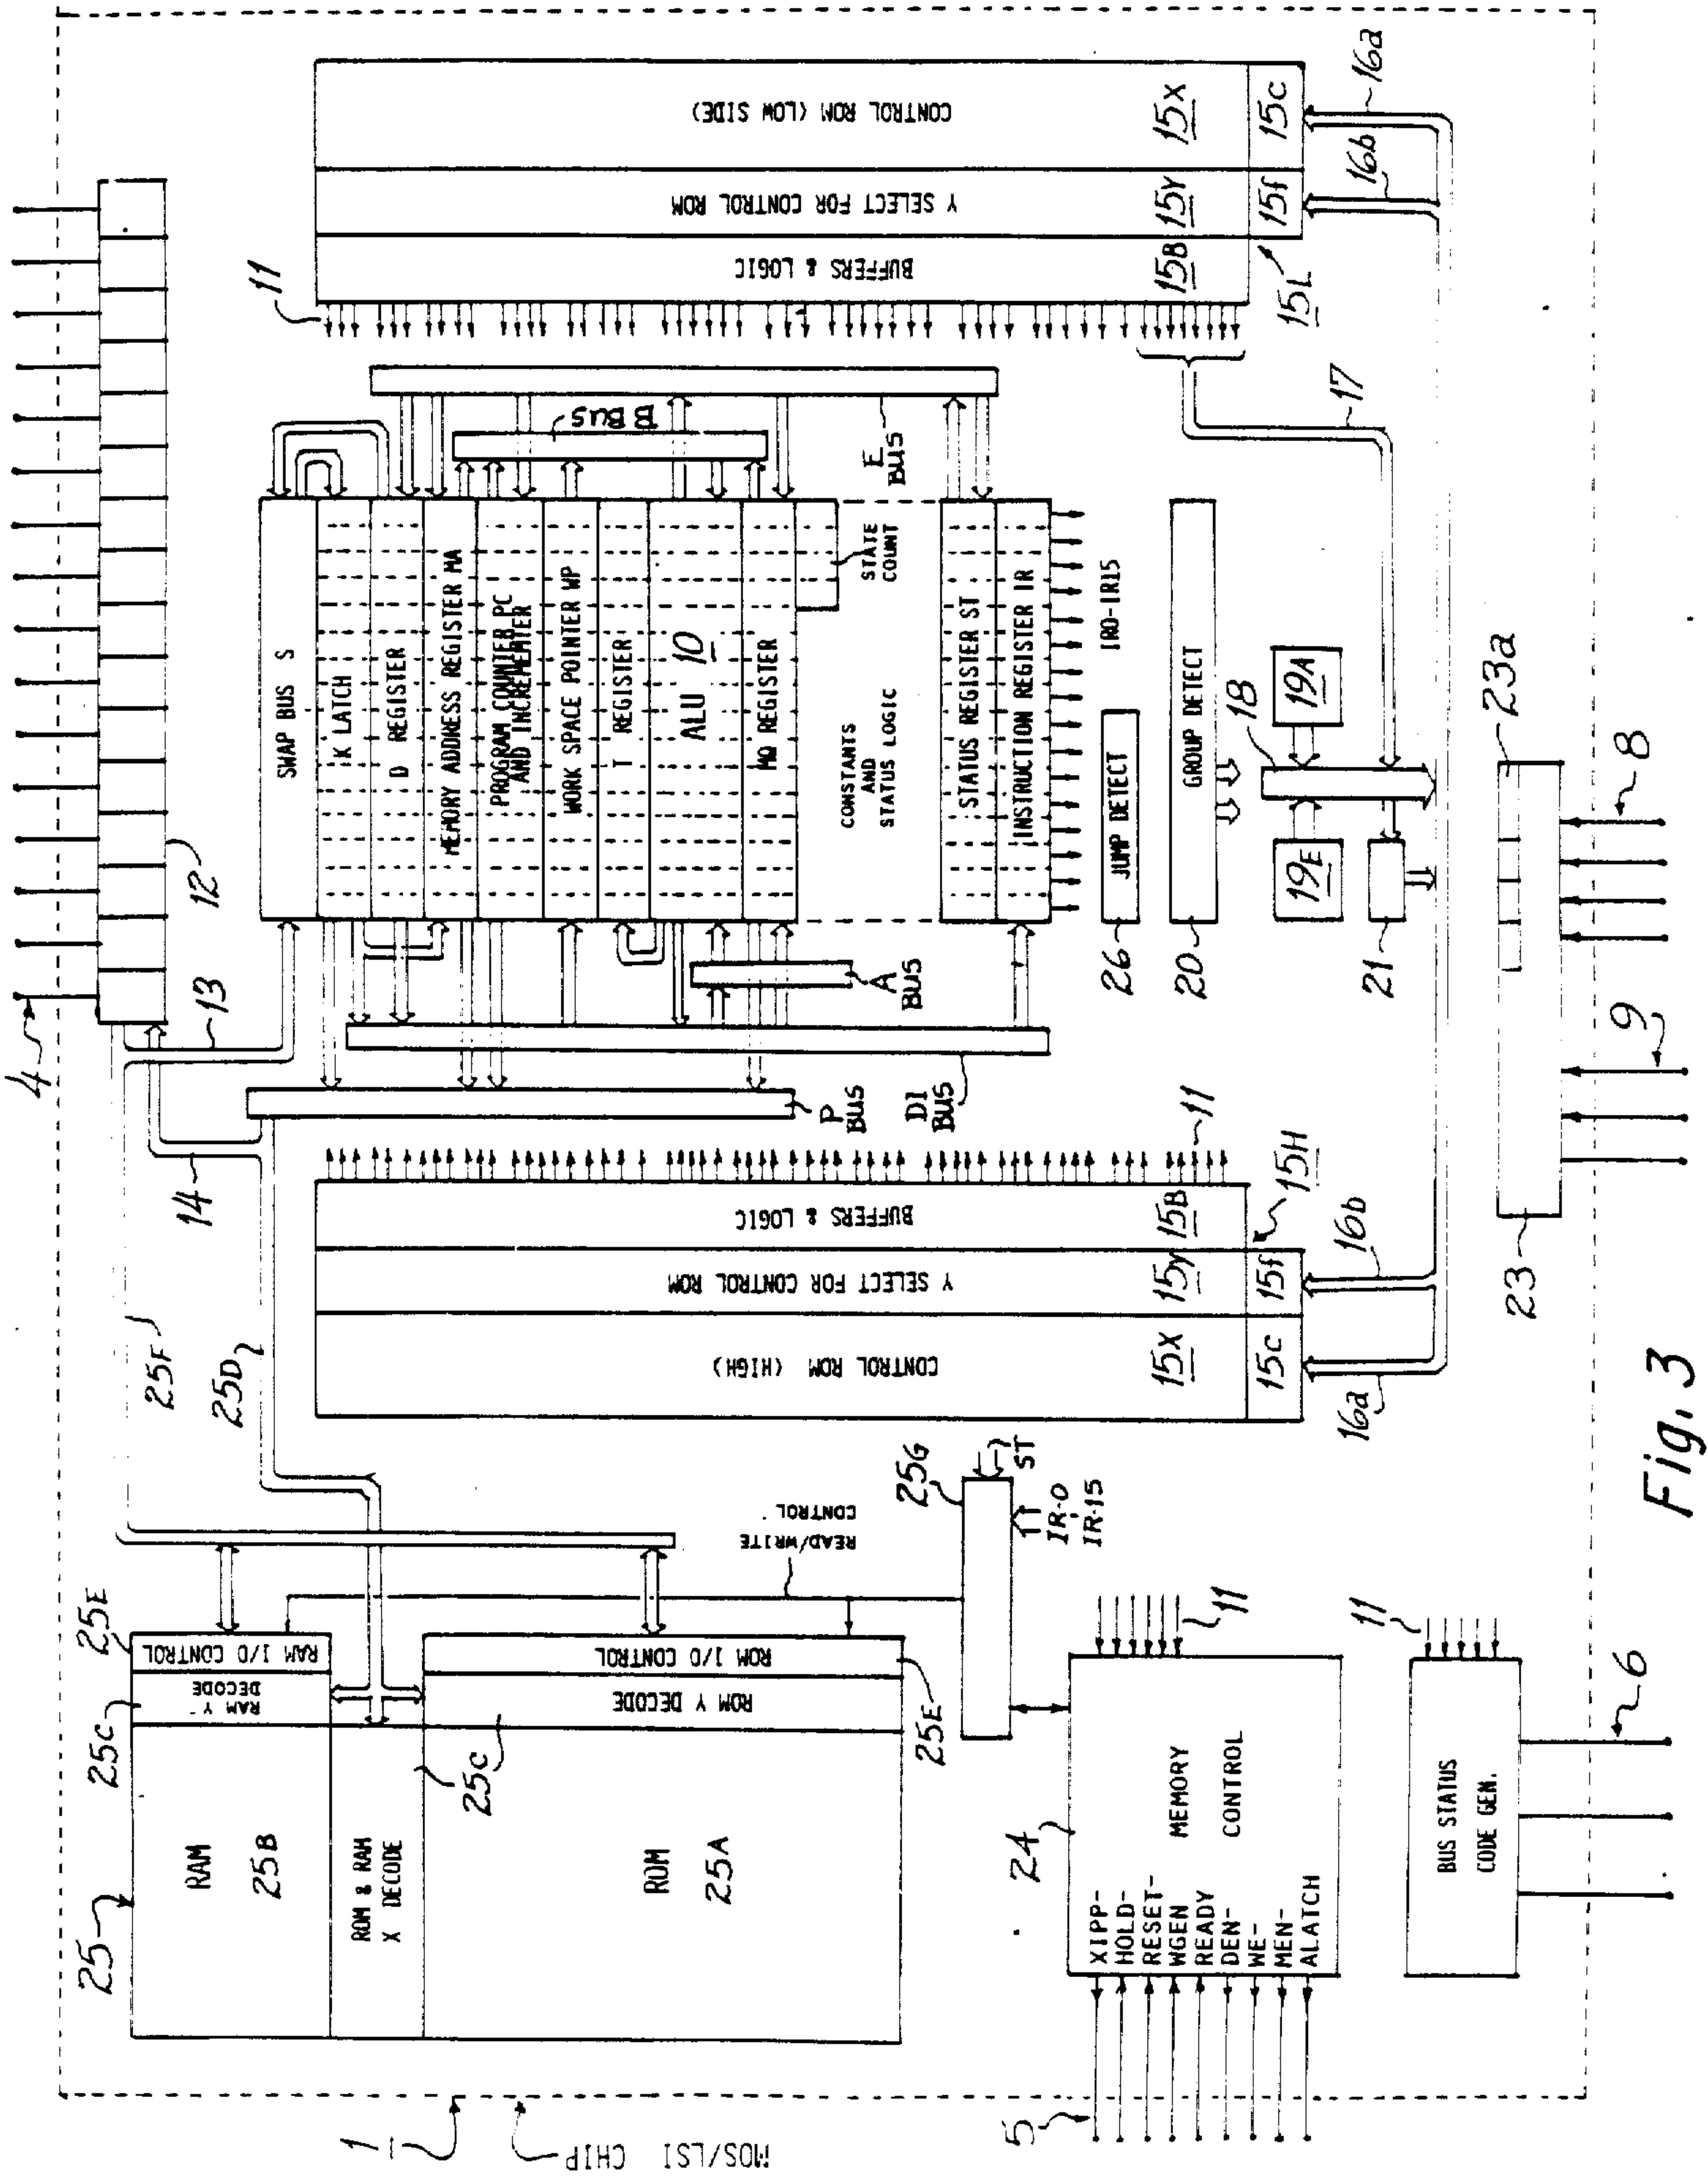 4
12
13
14
25F
25D
11
SWAP BUS S
K LATCH
D REGISTER
MEMORY ADDRESS REGISTER MA
PROGRAM COUNTER PC
AND INCREMENTER
WORK SPACE POINTER WP
T REGISTER
ALU 10
MQ REGISTER
STATE
COUNT
CONSTANTS
AND
STATUS LOGIC
STATUS REGISTER ST
INSTRUCTION REGISTER IR
IR0-IR15
B BUS
E
BUS
A
BUS
P
BUS
DI
BUS
BUFFERS & LOGIC
15B
Y SELECT FOR CONTROL ROM
15Y
CONTROL ROM (LOW SIDE)
15X
15f
15C
15L
16b
16a
17
JUMP DETECT
26
GROUP DETECT
20
18
19A
19E
21
23a
23
8
9
11
BUFFERS & LOGIC
15B
Y SELECT FOR CONTROL ROM
15Y
CONTROL ROM (HIGH)
15X
15f
15C
15H
16b
16a
25
25C
25E
RAM
25B
RAM Y
DECODE
RAM I/O CONTROL
ROM & RAM
X DECODE
25C
ROM
25A
ROM Y DECODE
ROM I/O CONTROL
25E
READ/WRITE
CONTROL
25G
ST
IR-0
IR-15
24
MEMORY
CONTROL
XIPP-
HOLD-
RESET-
WGEN
READY
DEN-
WE-
MEN-
ALATCH
11
5
BUS STATUS
CODE GEN.
11
6
1
MOS/LSI CHIP
Fig. 3